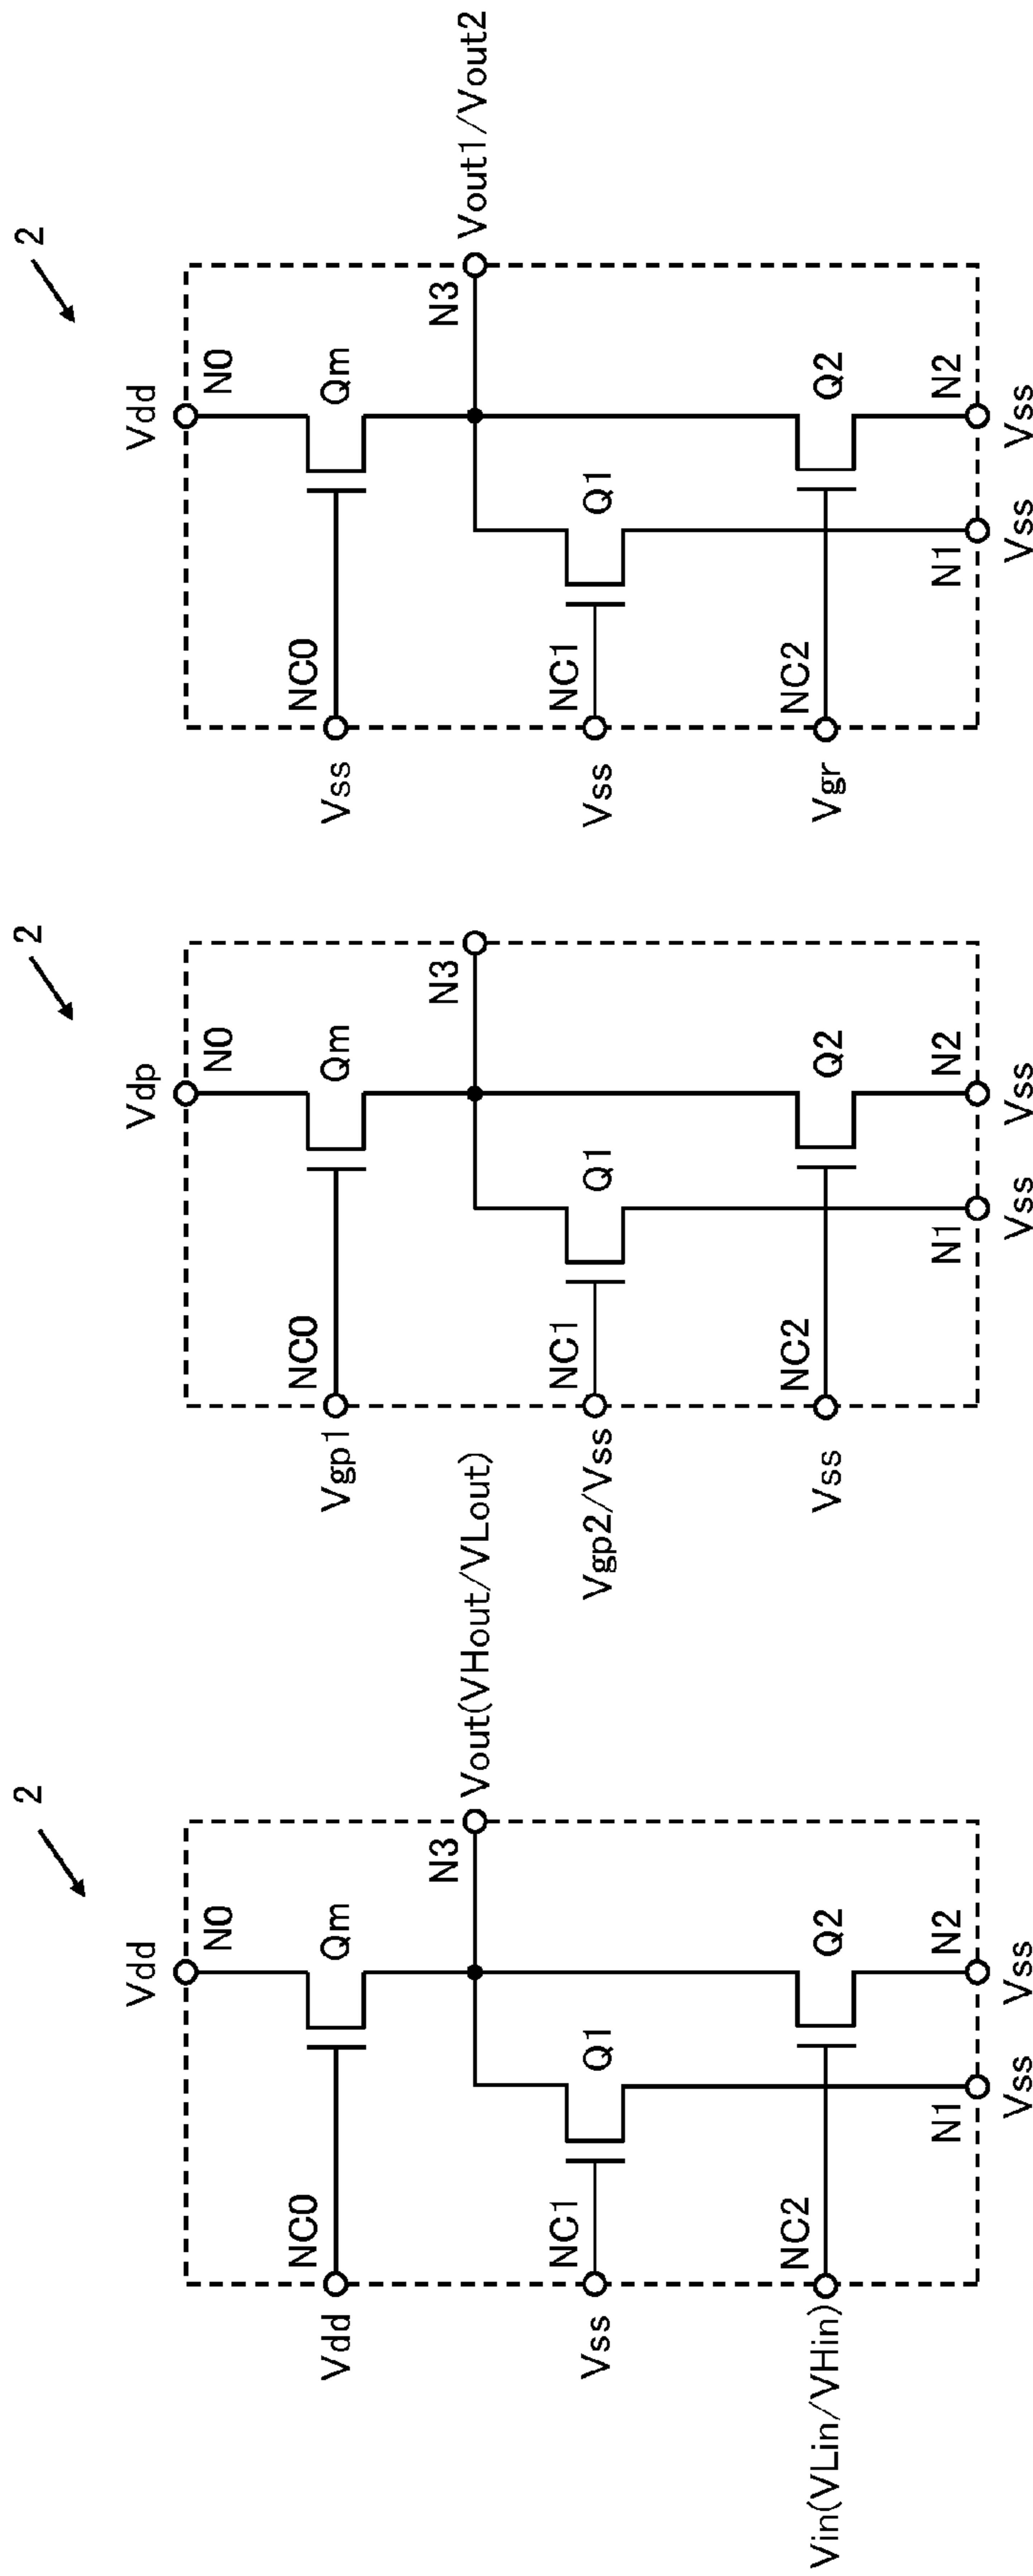 2
Vdd
N0
NC0
Vdd
Qm
N3
Vout(VHout/VLout)
Q1
NC1
Vss
Q2
NC2
Vin(VLin/VHin)
N1
N2
Vss
Vss
2
Vdp
N0
NC0
Vgp1
Qm
N3
Q1
NC1
Vgp2/Vss
Q2
NC2
Vss
N1
N2
Vss
Vss
2
Vdd
N0
NC0
Vss
Qm
N3
Vout1/Vout2
Q1
NC1
Vss
Q2
NC2
Vgr
N1
N2
Vss
Vss